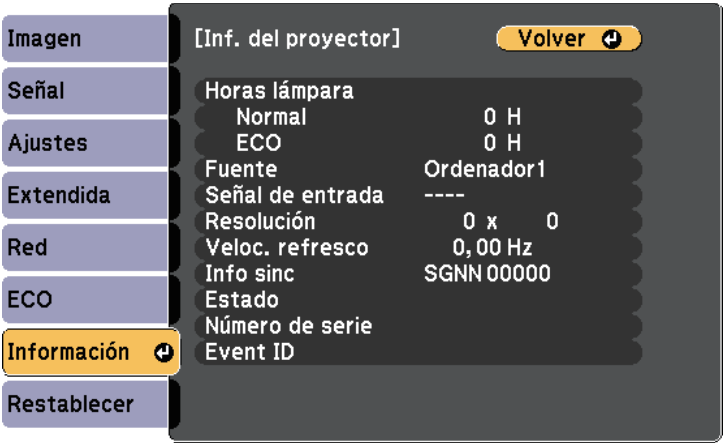 Imagen
Señal
Ajustes
Extendida
Red
ECO
Información
Restablecer
[Inf. del proyector]
Volver
Horas lámpara
Normal 0 H
ECO 0 H
Fuente Ordenador1
Señal de entrada ----
Resolución 0 x 0
Veloc. refresco 0,00 Hz
Info sinc SGNN00000
Estado
Número de serie
Event ID